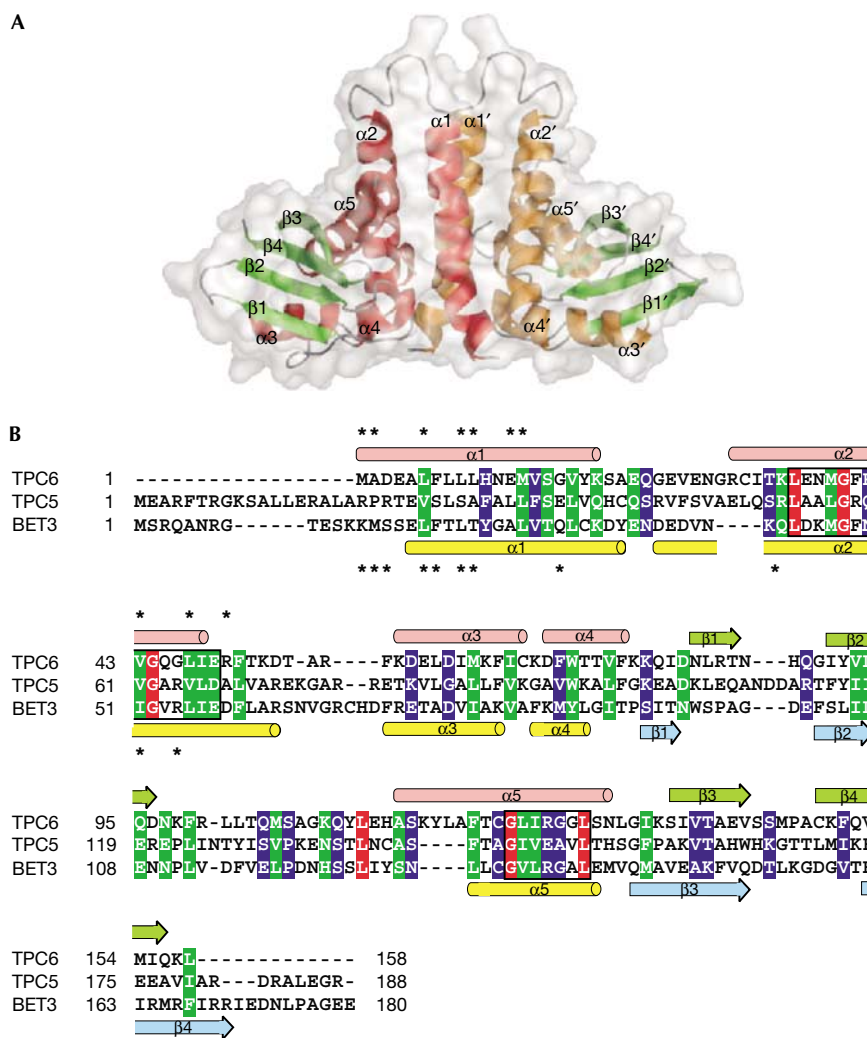 A
α1 α1′
α2 α2′
α5 α5′
β3 β3′
β4 β4′
β2 β2′
β1 β1′
α3 α4 α4′ α3′
B
** * ** **
α1 α2
TPC6 1 ------------------MADEALFLLLHNEMVSGVYKSAEQGEVENGRCITKLENMGF
TPC5 1 MEARFTRGKSALLERALARPRTEVSLSAFALLFSELVQHCQSRVFSVAELQSRLAALGR
BET3 1 MSRQANRG------TESKKMSSELFTLTYGALVTQLCKDYENDEDVN----KQLDKMGF
α1 α2
*** ** ** * *
* * *
α3 α4 β1 β2
TPC6 43 VGQGLIERFTKDT-AR----FKDELDIMKFICKDFWTTVFKKQIDNLRTN---HQGIYV
TPC5 61 VGARVLDALVAREKGAR--RETKVLGALLFVKGAVWKALFGKEADKLEQANDDARTFYI
BET3 51 IGVRLIEDFLARSNVGRCHDFRETADVIAKVAFKMYLGITPSITNWSPAG---DEFSLI
α3 α4 β1 β2
* *
α5 β3 β4
TPC6 95 QDNKFR-LLTQMSAGKQYLEHASKYLAFTCGLIRGGLSNLGIKSIVTAEVSSMPACKFQ
TPC5 119 EREPLINTYISVPKENSTLNCAS----FTAGIVEAVLTHSGFPAKVTAHWHKGTTLMIK
BET3 108 ENNPLV-DFVELPDNHSSLIYSN----LLCGVLRGALEMVQMAVEAKFVQDTLKGDGVT
α5 β3
TPC6 154 MIQKL------------- 158
TPC5 175 EEAVIAR---DRALEGR- 188
BET3 163 IRMRFIRRIEDNLPAGEE 180
β4